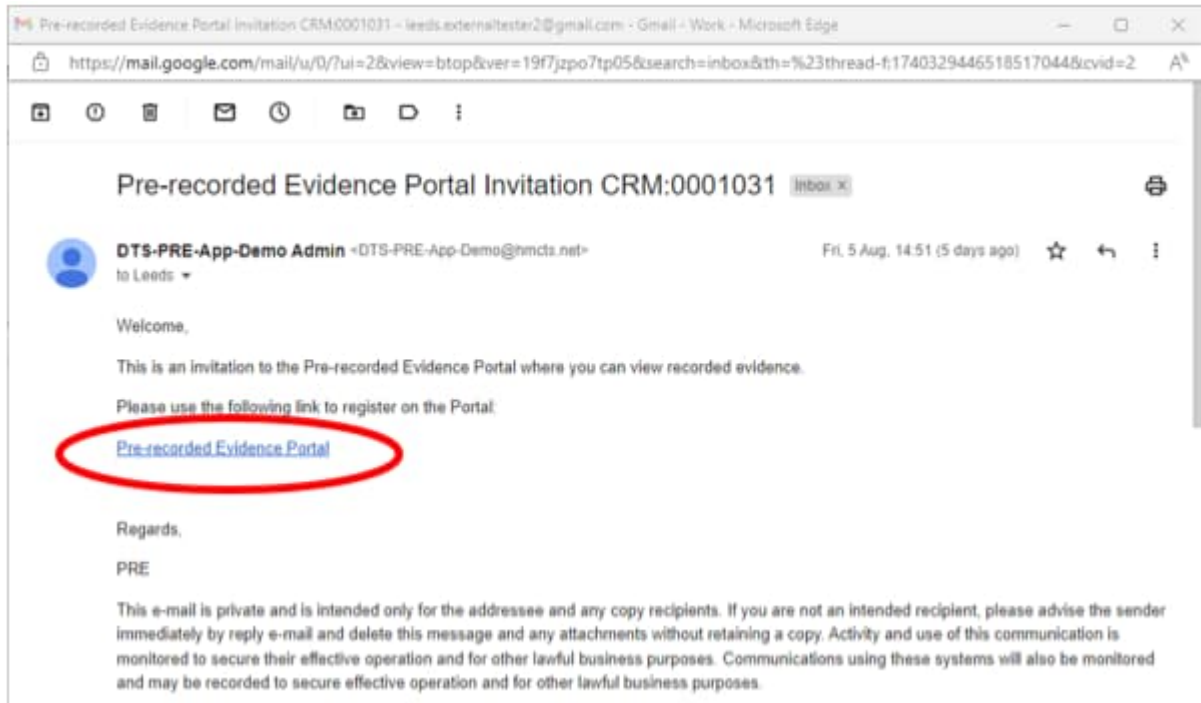 Pre-recorded Evidence Portal Invitation CRM:0001031 - leeds.externaltester2@gmail.com - Gmail - Work - Microsoft Edge
https://mail.google.com/mail/u/0/?ui=2&view=btop&ver=19f7jzpo7tp05&search=inbox&th=%23thread-f:1740329446518517044&cvid=2
Pre-recorded Evidence Portal Invitation CRM:0001031 Inbox x
DTS-PRE-App-Demo Admin <DTS-PRE-App-Demo@hmcts.net> Fri, 5 Aug, 14:51 (5 days ago)
to Leeds
Welcome,
This is an invitation to the Pre-recorded Evidence Portal where you can view recorded evidence.
Please use the following link to register on the Portal:
Pre-recorded Evidence Portal
Regards,
PRE
This e-mail is private and is intended only for the addressee and any copy recipients. If you are not an intended recipient, please advise the sender
immediately by reply e-mail and delete this message and any attachments without retaining a copy. Activity and use of this communication is
monitored to secure their effective operation and for other lawful business purposes. Communications using these systems will also be monitored
and may be recorded to secure effective operation and for other lawful business purposes.